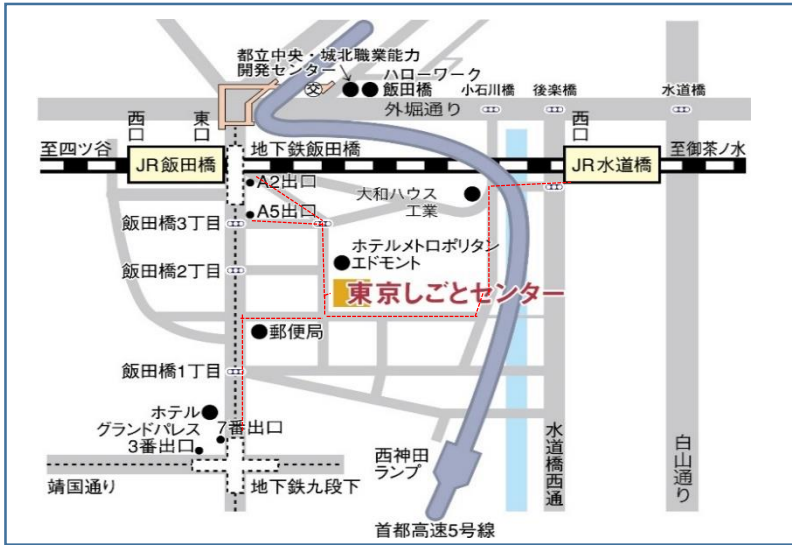 都立中央・城北職業能力
開発センター
ハローワーク
飯田橋
小石川橋
後楽橋
水道橋
外堀通り
西口
東口
西口
至四ツ谷
地下鉄飯田橋
至御茶ノ水
JR飯田橋
JR水道橋
A2出口
大和ハウス
工業
A5出口
飯田橋3丁目
ホテルメトロポリタン
エドモント
飯田橋2丁目
東京しごとセンター
郵便局
飯田橋1丁目
ホテル
グランドパレス
7番出口
3番出口
西神田
ランプ
水道橋西通
白山通り
靖国通り
地下鉄九段下
首都高速5号線